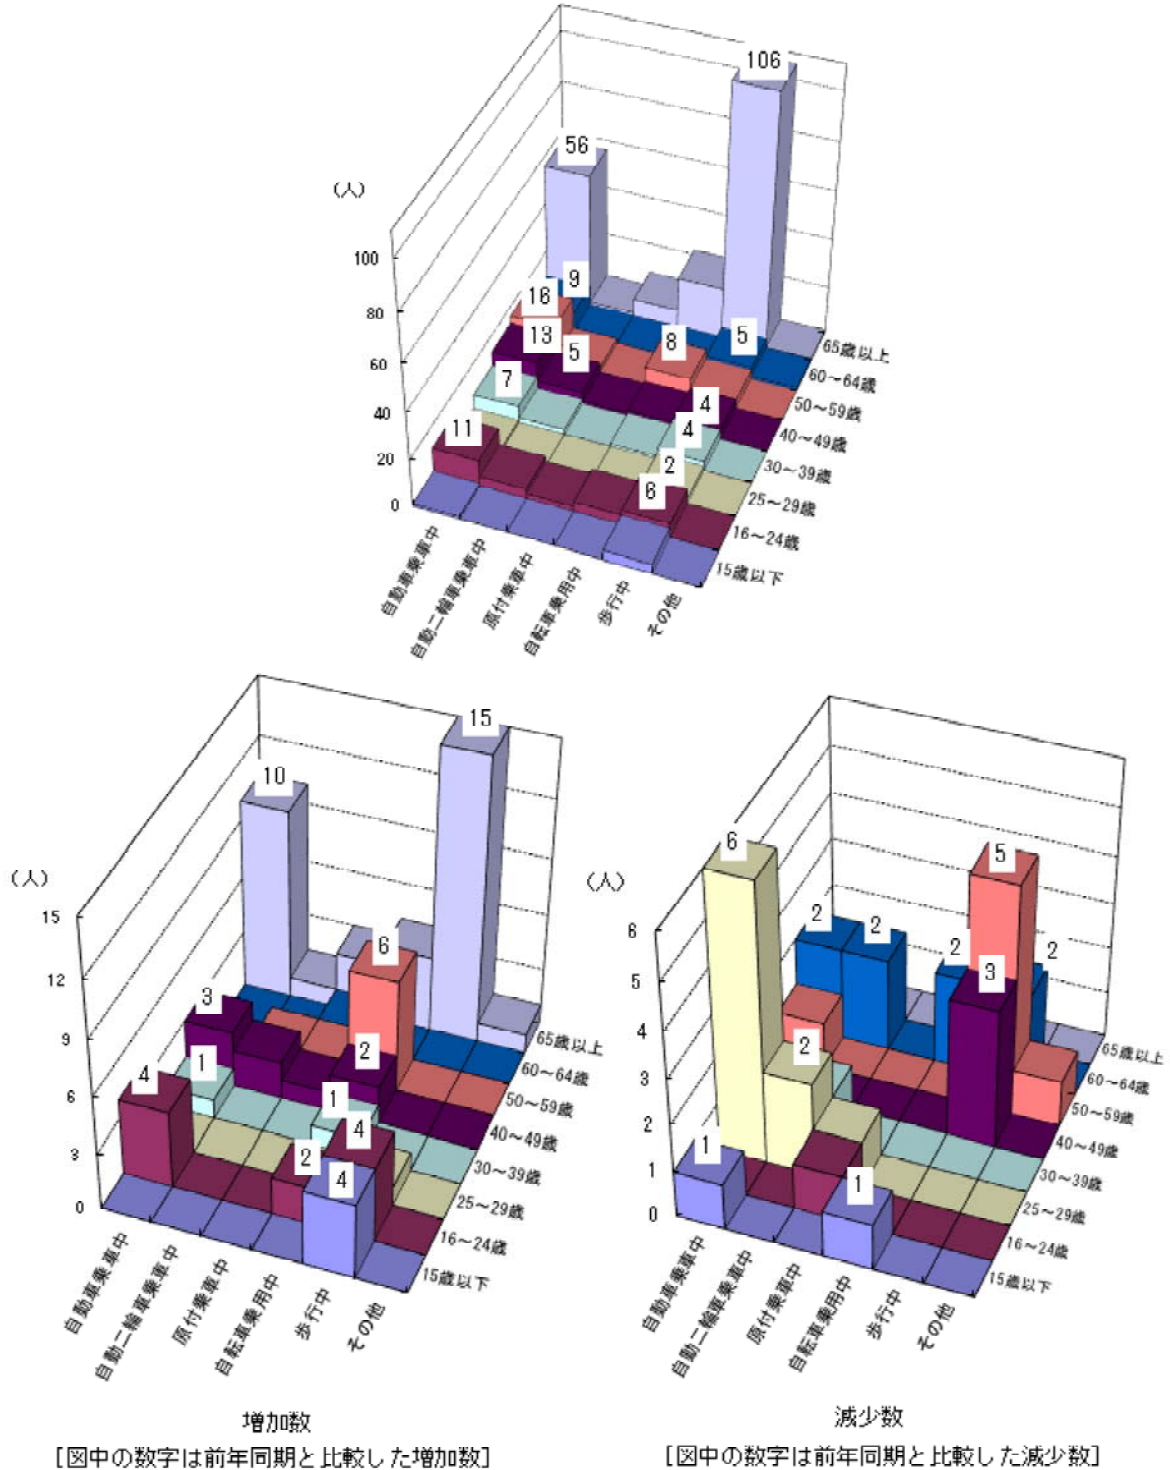 106
56
(人)
100
80
60
40
20
0
9
16
13
5
8
5
7
4
4
11
2
6
65歳以上
60～64歳
50～59歳
40～49歳
30～39歳
25～29歳
16～24歳
15歳以下
自動車乗車中
自動二輪車乗車中
原付乗車中
自転車乗用中
歩行中
その他
15
10
(人)
15
12
9
6
3
0
6
3
2
1
4
1
4
2
4
65歳以上
60～64歳
50～59歳
40～49歳
30～39歳
25～29歳
16～24歳
15歳以下
自動車乗車中
自動二輪車乗車中
原付乗車中
自転車乗用中
歩行中
その他
増加数
[図中の数字は前年同期と比較した増加数]
6
5
(人)
6
5
4
3
2
1
0
2
2
2
2
3
2
1
1
65歳以上
60～64歳
50～59歳
40～49歳
30～39歳
25～29歳
16～24歳
15歳以下
自動車乗車中
自動二輪車乗車中
原付乗車中
自転車乗用中
歩行中
その他
減少数
[図中の数字は前年同期と比較した減少数]